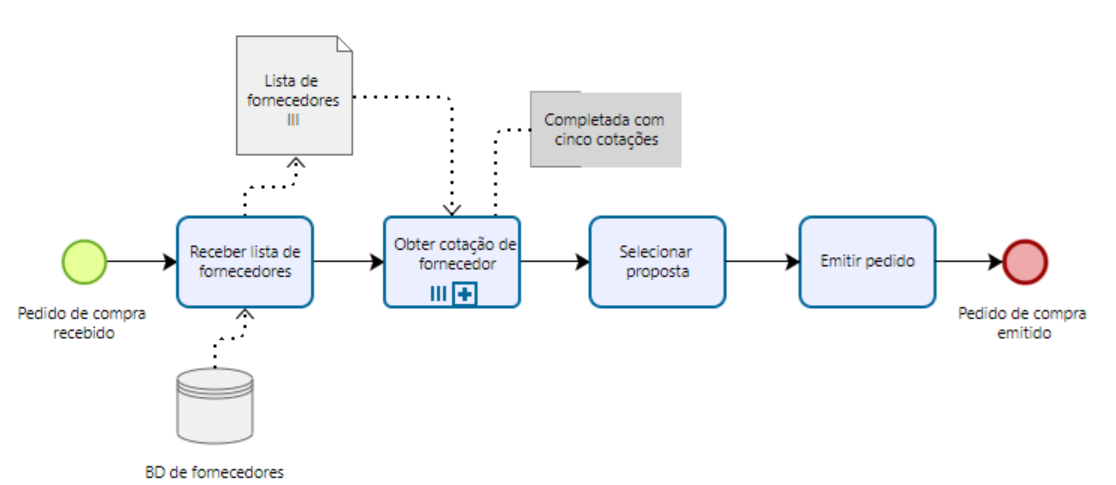 Lista de
fornecedores
Completada com
cinco cotações
Receber lista de
fornecedores
Obter cotação de
fornecedor
Selecionar
proposta
Emitir pedido
Pedido de compra
recebido
Pedido de compra
emitido
BD de fornecedores